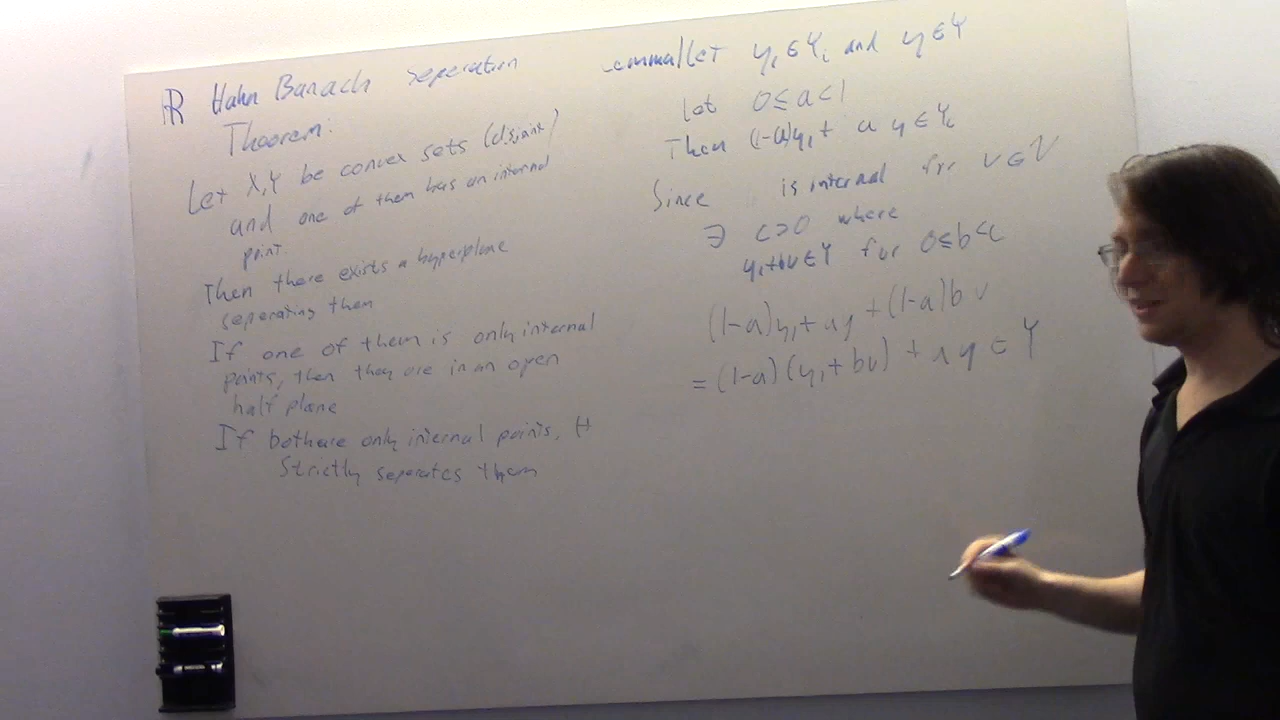 ℝ Hahn Banach Seperation
Theorem:
Let X,Y be convex sets (disjoint)
and one of them has an internal
point.
Then there exists a hyperplane
seperating them
If one of them is only internal
points, then they are in an open
half plane
If both are only internal points, H
Strictly seperates them
Lemma: Let y₁ ∈ Yᵢ and y ∈ Y
Let 0 ≤ a < 1
Then (1-a)y₁ + a y ∈ Yᵢ
Since is internal for v ∈ V
∃ c>0 where
y₁+bv ∈ Y for 0≤b<c
(1-a)y₁ + ay + (1-a)b v
= (1-a)(y₁ + bv) + a y ∈ Y